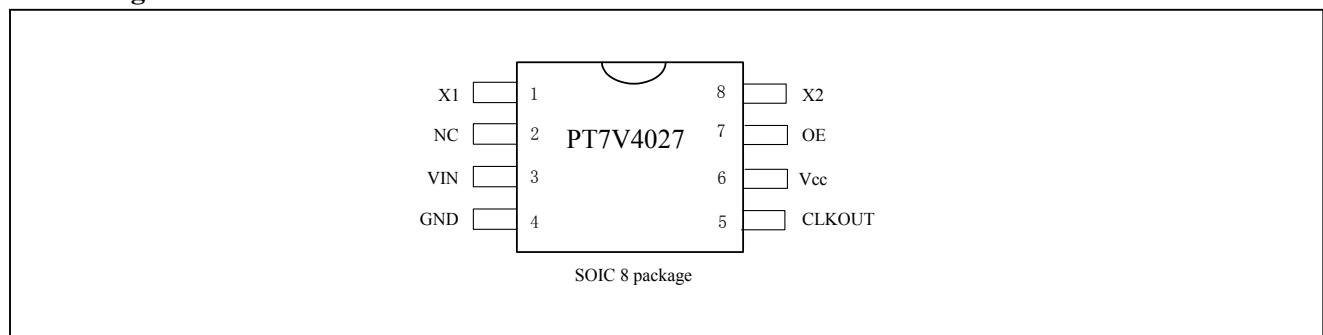 X1 1 8 X2
NC 2 PT7V4027 7 OE
VIN 3 6 Vcc
GND 4 5 CLKOUT
SOIC 8 package